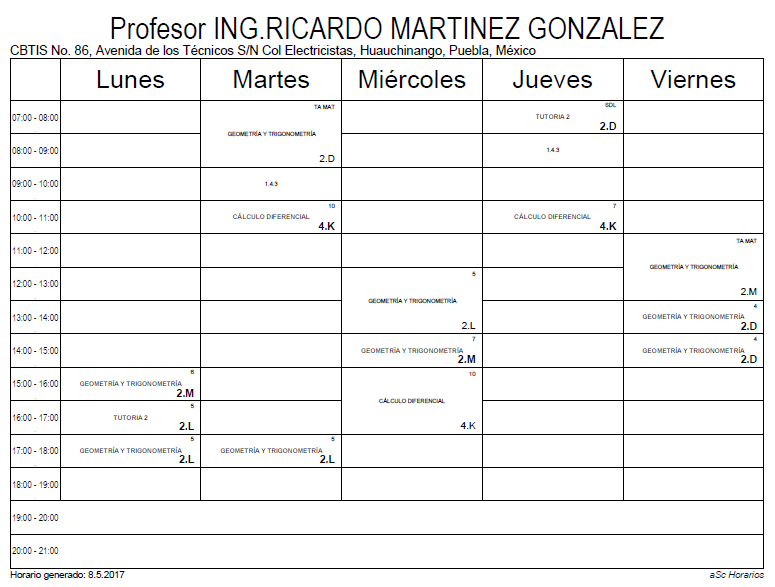 Profesor ING.RICARDO MARTINEZ GONZALEZ
CBTIS No. 86, Avenida de los Técnicos S/N Col Electricistas, Huauchinango, Puebla, México
Lunes Martes Miércoles Jueves Viernes
07:00 - 08:00
TA MAT
GEOMETRÍA Y TRIGONOMETRÍA
2.D
SDL
TUTORIA 2
2.D
08:00 - 09:00
1.4.3
09:00 - 10:00
1.4.3
10:00 - 11:00
10
CÁLCULO DIFERENCIAL
4.K
7
CÁLCULO DIFERENCIAL
4.K
11:00 - 12:00
TA MAT
GEOMETRÍA Y TRIGONOMETRÍA
2.M
12:00 - 13:00
5
GEOMETRÍA Y TRIGONOMETRÍA
2.L
13:00 - 14:00
4
GEOMETRÍA Y TRIGONOMETRÍA
2.D
14:00 - 15:00
7
GEOMETRÍA Y TRIGONOMETRÍA
2.M
4
GEOMETRÍA Y TRIGONOMETRÍA
2.D
15:00 - 16:00
6
GEOMETRÍA Y TRIGONOMETRÍA
2.M
10
CÁLCULO DIFERENCIAL
4.K
16:00 - 17:00
5
TUTORIA 2
2.L
17:00 - 18:00
5
GEOMETRÍA Y TRIGONOMETRÍA
2.L
5
GEOMETRÍA Y TRIGONOMETRÍA
2.L
18:00 - 19:00
19:00 - 20:00
20:00 - 21:00
Horario generado: 8.5.2017
aSc Horarios